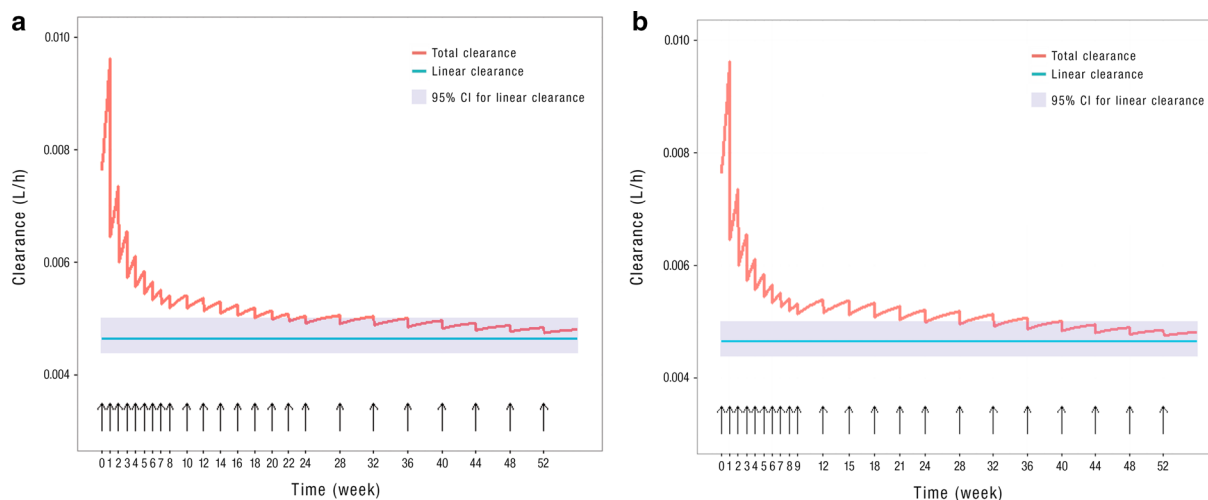 a
0.010
0.008
0.006
0.004
Clearance (L/h)
Total clearance
Linear clearance
95% CI for linear clearance
0 1 2 3 4 5 6 7 8 10 12 14 16 18 20 22 24 28 32 36 40 44 48 52
Time (week)
b
0.010
0.008
0.006
0.004
Clearance (L/h)
Total clearance
Linear clearance
95% CI for linear clearance
0 1 2 3 4 5 6 7 8 9 12 15 18 21 24 28 32 36 40 44 48 52
Time (week)